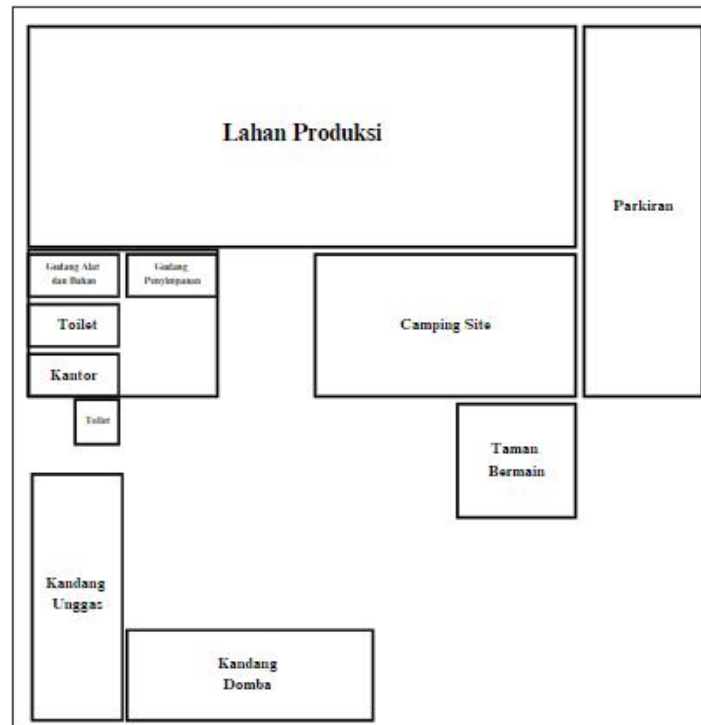 Lahan Produksi
Parkiran
Gudang Alat
dan Bahan
Gudang
Penyimpanan
Toilet
Camping Site
Kantor
Toilet
Taman
Bermain
Kandang
Unggas
Kandang
Domba